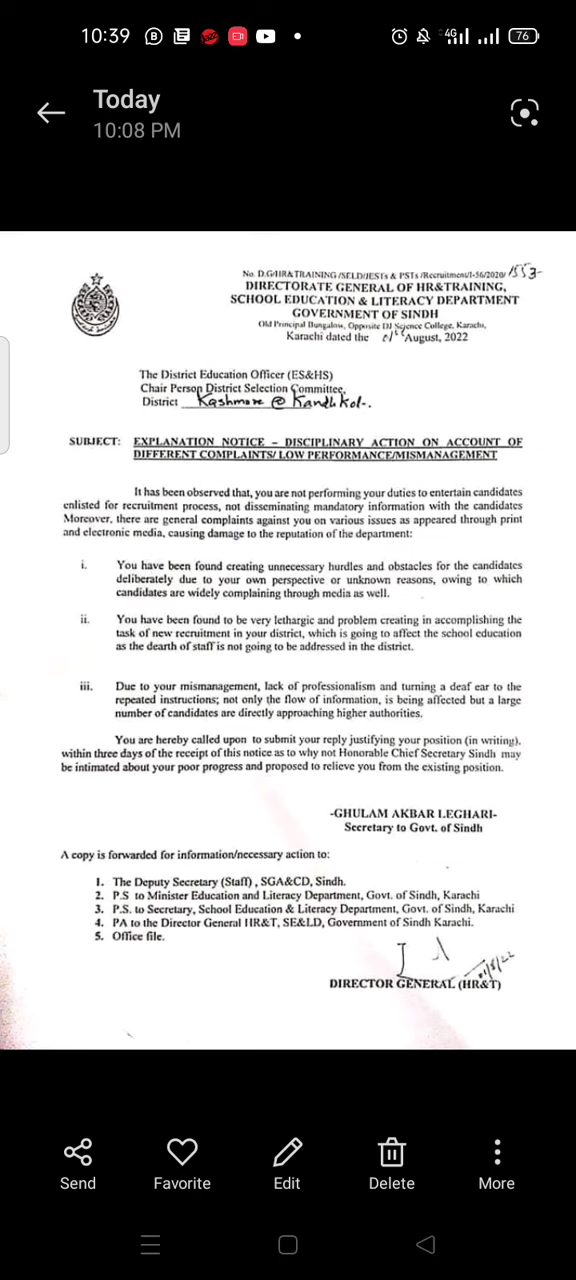 10:39
4G
76
Today
10:08 PM
No. D.G/HR& TRAINING /SELD/JESTs & PSTs /Recruitment/1-56/2020/ 1553-
DIRECTORATE GENERAL OF HR&TRAINING,
SCHOOL EDUCATION & LITERACY DEPARTMENT
GOVERNMENT OF SINDH
Old Principal Bungalow, Opposite DJ Science College, Karachi,
Karachi dated the 01st August, 2022
The District Education Officer (ES&HS)
Chair Person District Selection Committee,
District Kashmore @ Kandhkot-.
SUBJECT: EXPLANATION NOTICE – DISCIPLINARY ACTION ON ACCOUNT OF
DIFFERENT COMPLAINTS/ LOW PERFORMANCE/MISMANAGEMENT
It has been observed that, you are not performing your duties to entertain candidates
enlisted for recruitment process, not disseminating mandatory information with the candidates
Moreover, there are general complaints against you on various issues as appeared through print
and electronic media, causing damage to the reputation of the department:
i. You have been found creating unnecessary hurdles and obstacles for the candidates
deliberately due to your own perspective or unknown reasons, owing to which
candidates are widely complaining through media as well.
ii. You have been found to be very lethargic and problem creating in accomplishing the
task of new recruitment in your district, which is going to affect the school education
as the dearth of staff is not going to be addressed in the district.
iii. Due to your mismanagement, lack of professionalism and turning a deaf ear to the
repeated instructions; not only the flow of information, is being affected but a large
number of candidates are directly approaching higher authorities.
You are hereby called upon to submit your reply justifying your position (in writing),
within three days of the receipt of this notice as to why not Honorable Chief Secretary Sindh may
be intimated about your poor progress and proposed to relieve you from the existing position.
-GHULAM AKBAR LEGHARI-
Secretary to Govt. of Sindh
A copy is forwarded for information/necessary action to:
1. The Deputy Secretary (Staff) , SGA&CD, Sindh.
2. P.S to Minister Education and Literacy Department, Govt. of Sindh, Karachi
3. P.S. to Secretary, School Education & Literacy Department, Govt. of Sindh, Karachi
4. PA to the Director General HR&T, SE&LD, Government of Sindh Karachi.
5. Office file.
01/8/22
DIRECTOR GENERAL (HR&T)
Send
Favorite
Edit
Delete
More